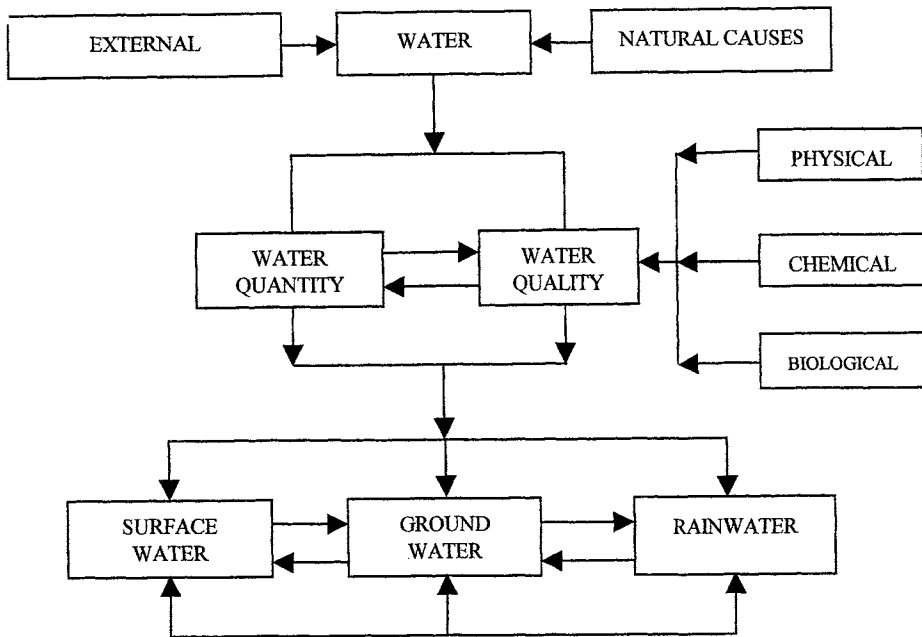 EXTERNAL
WATER
NATURAL CAUSES
PHYSICAL
WATER
QUANTITY
WATER
QUALITY
CHEMICAL
BIOLOGICAL
SURFACE
WATER
GROUND
WATER
RAINWATER